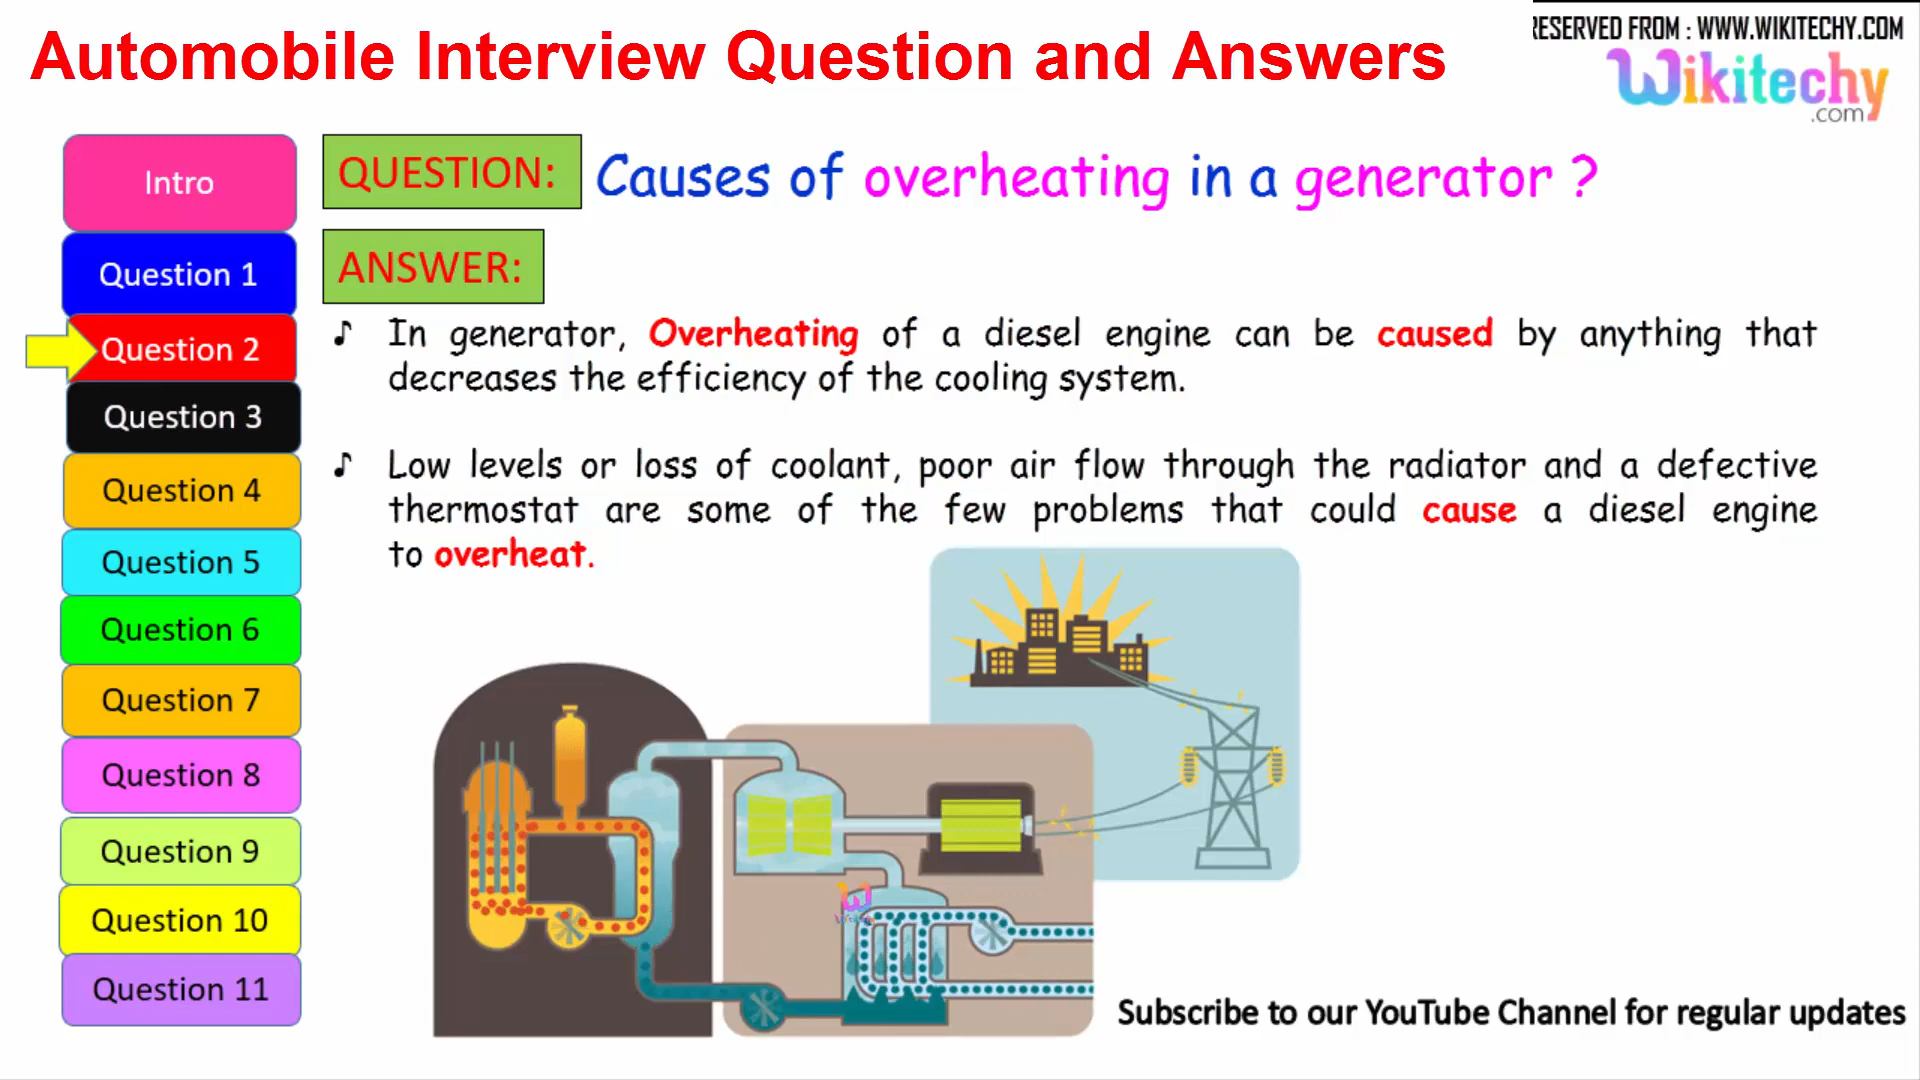 Automobile Interview Question and Answers
RESERVED FROM : WWW.WIKITECHY.COM
Wikitechy
.com
Intro
Question 1
Question 2
Question 3
Question 4
Question 5
Question 6
Question 7
Question 8
Question 9
Question 10
Question 11
QUESTION: Causes of overheating in a generator ?
ANSWER:
♪ In generator, Overheating of a diesel engine can be caused by anything that
decreases the efficiency of the cooling system.
♪ Low levels or loss of coolant, poor air flow through the radiator and a defective
thermostat are some of the few problems that could cause a diesel engine
to overheat.
Subscribe to our YouTube Channel for regular updates